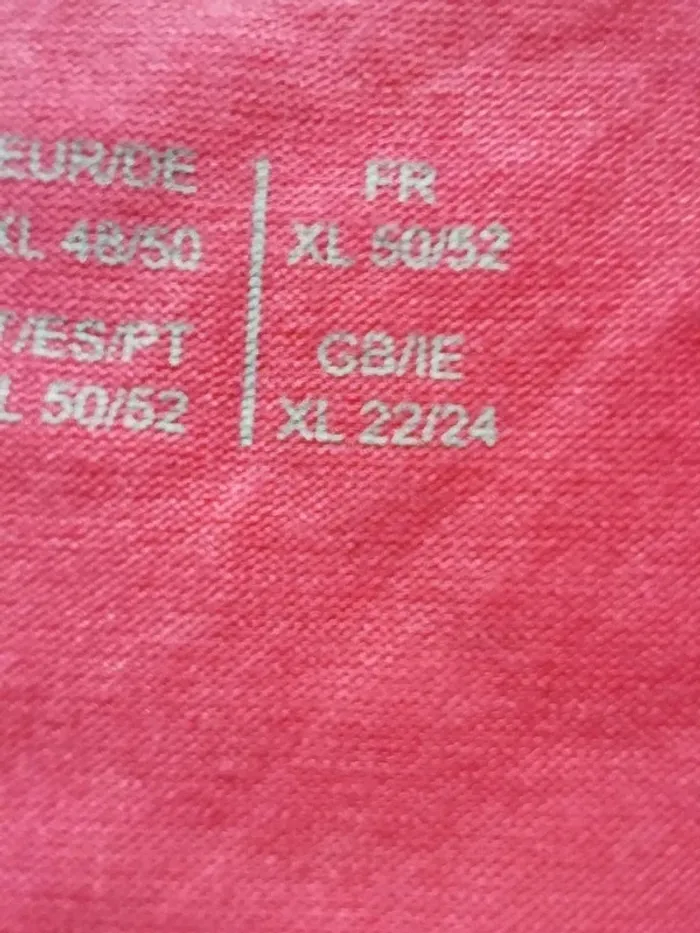 EUR/DE
XL 48/50
T/ES/PT
L 50/52
FR
XL 50/52
GB/IE
XL 22/24